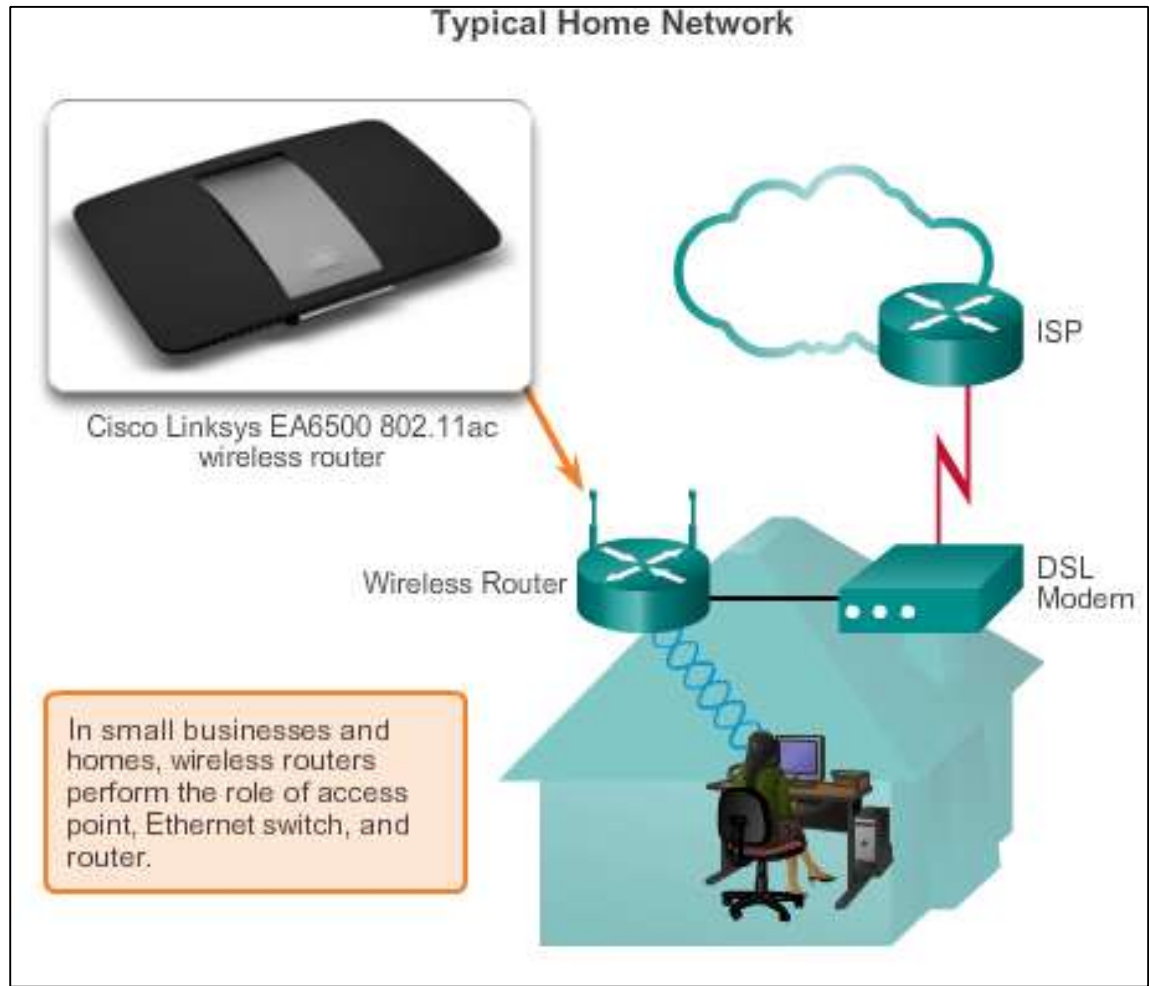 Typical Home Network
Cisco Linksys EA6500 802.11ac
wireless router
ISP
Wireless Router
DSL
Modem
In small businesses and
homes, wireless routers
perform the role of access
point, Ethernet switch, and
router.